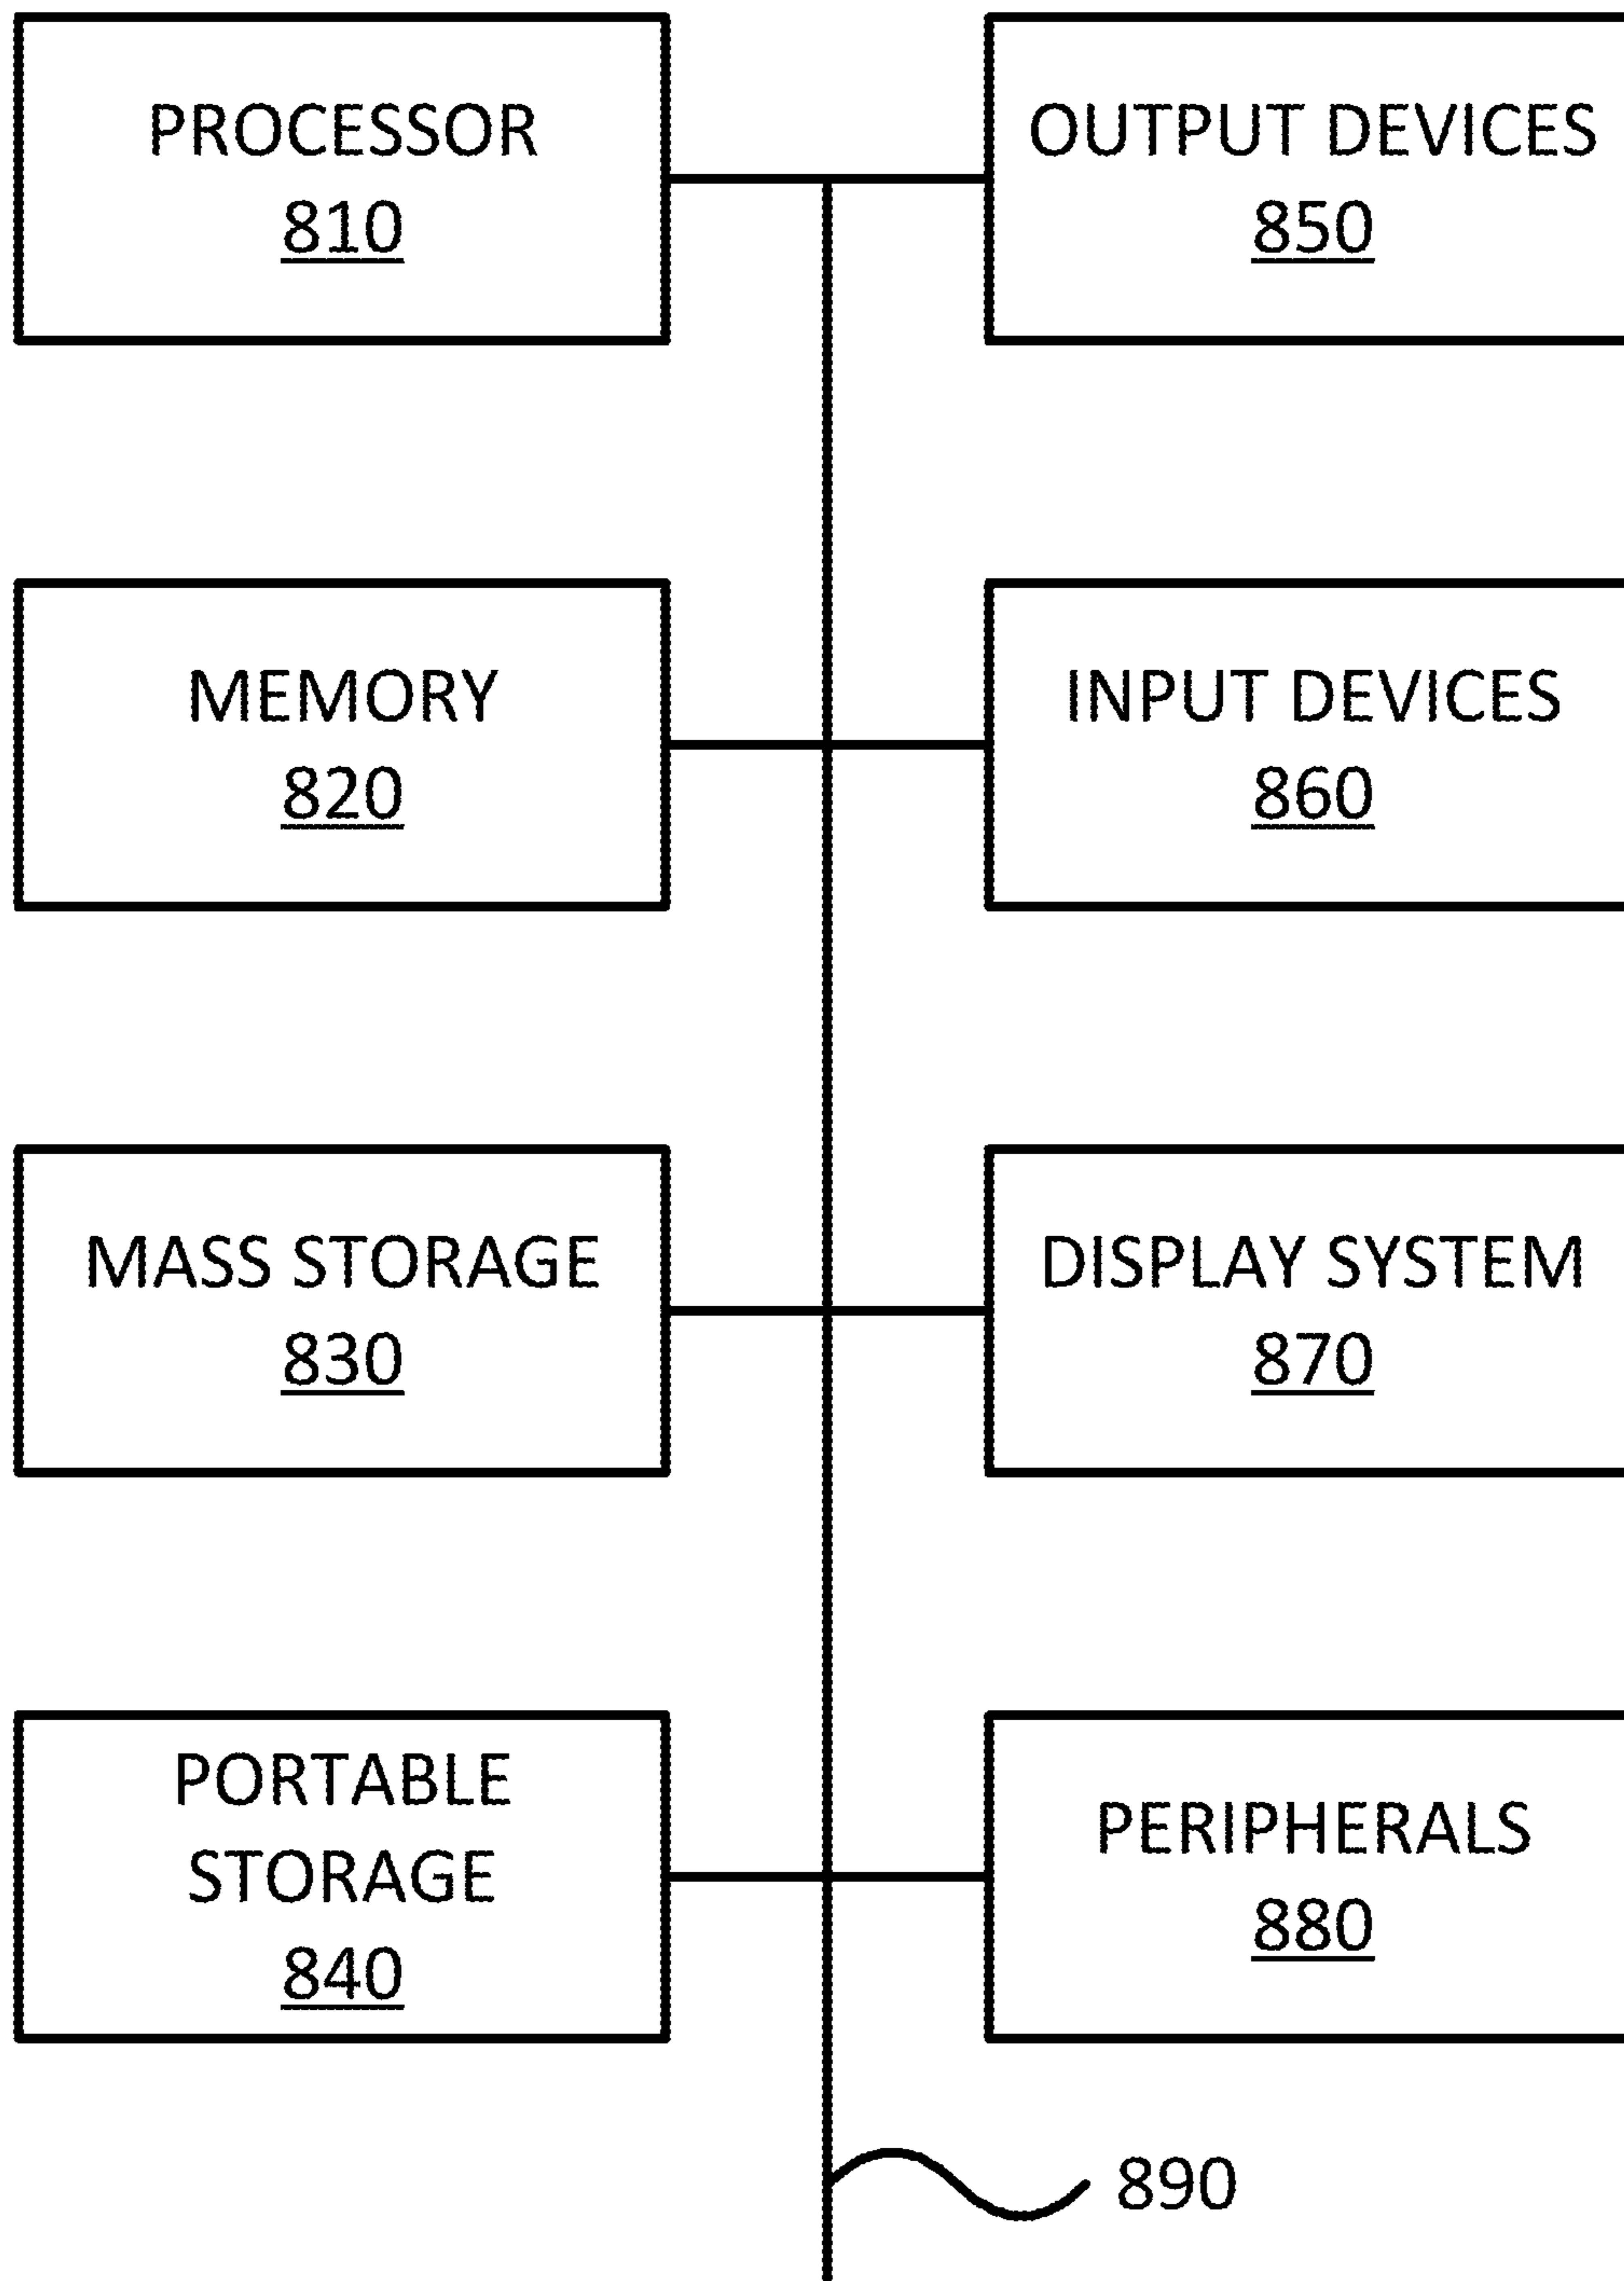 PROCESSOR
810
OUTPUT DEVICES
850
MEMORY
820
INPUT DEVICES
860
MASS STORAGE
830
DISPLAY SYSTEM
870
PORTABLE
STORAGE
840
PERIPHERALS
880
890